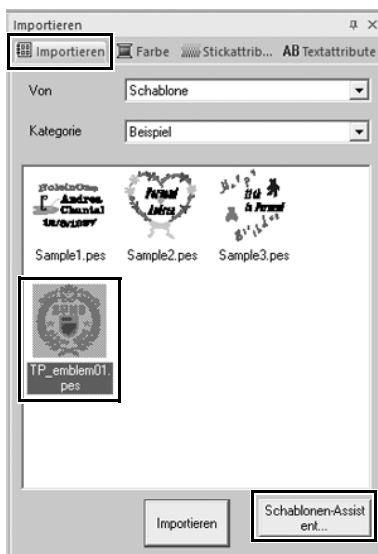 Importieren
Importieren Farbe Stickattrib... AB Textattribute
Von Schablone
Kategorie Beispiel
Sample1.pes Sample2.pes Sample3.pes
TP_emblem01.
pes
Importieren
Schablonen-Assist
ent...